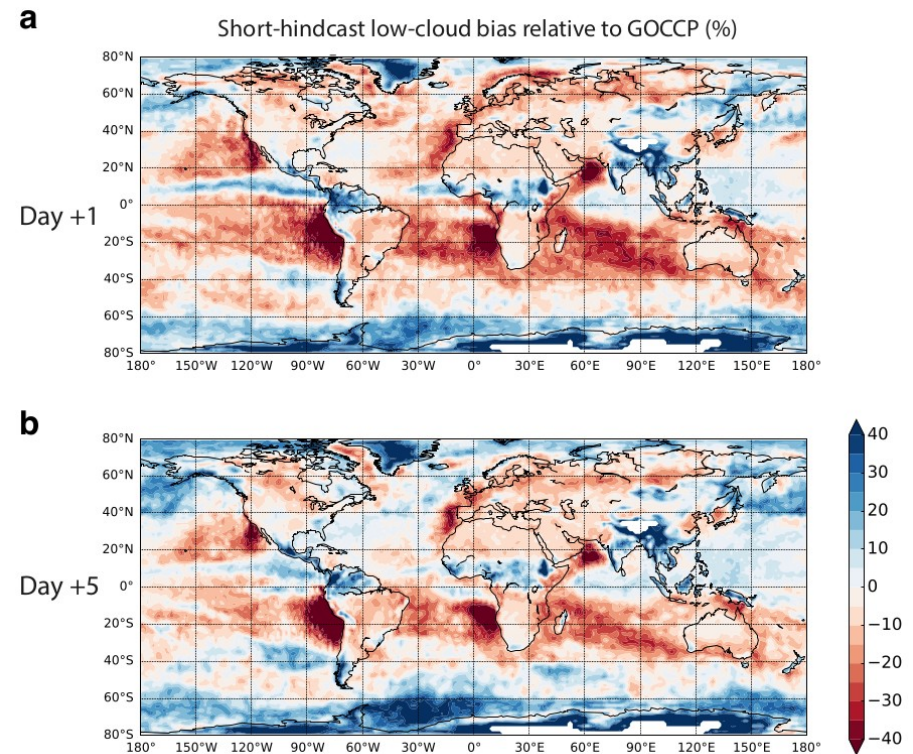 a
Short-hindcast low-cloud bias relative to GOCCP (%)
Day +1
80°N
60°N
40°N
20°N
0°
20°S
40°S
60°S
80°S
180° 150°W 120°W 90°W 60°W 30°W 0° 30°E 60°E 90°E 120°E 150°E 180°
b
Day +5
80°N
60°N
40°N
20°N
0°
20°S
40°S
60°S
80°S
180° 150°W 120°W 90°W 60°W 30°W 0° 30°E 60°E 90°E 120°E 150°E 180°
40
30
20
10
0
−10
−20
−30
−40